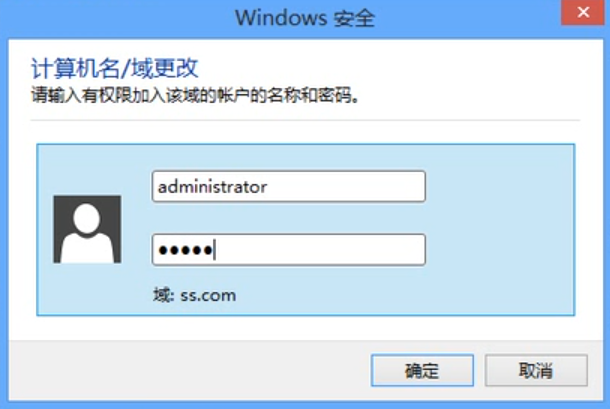 Windows 安全
计算机名/域更改
请输入有权限加入该域的帐户的名称和密码。
administrator
●●●●●
域: ss.com
确定
取消